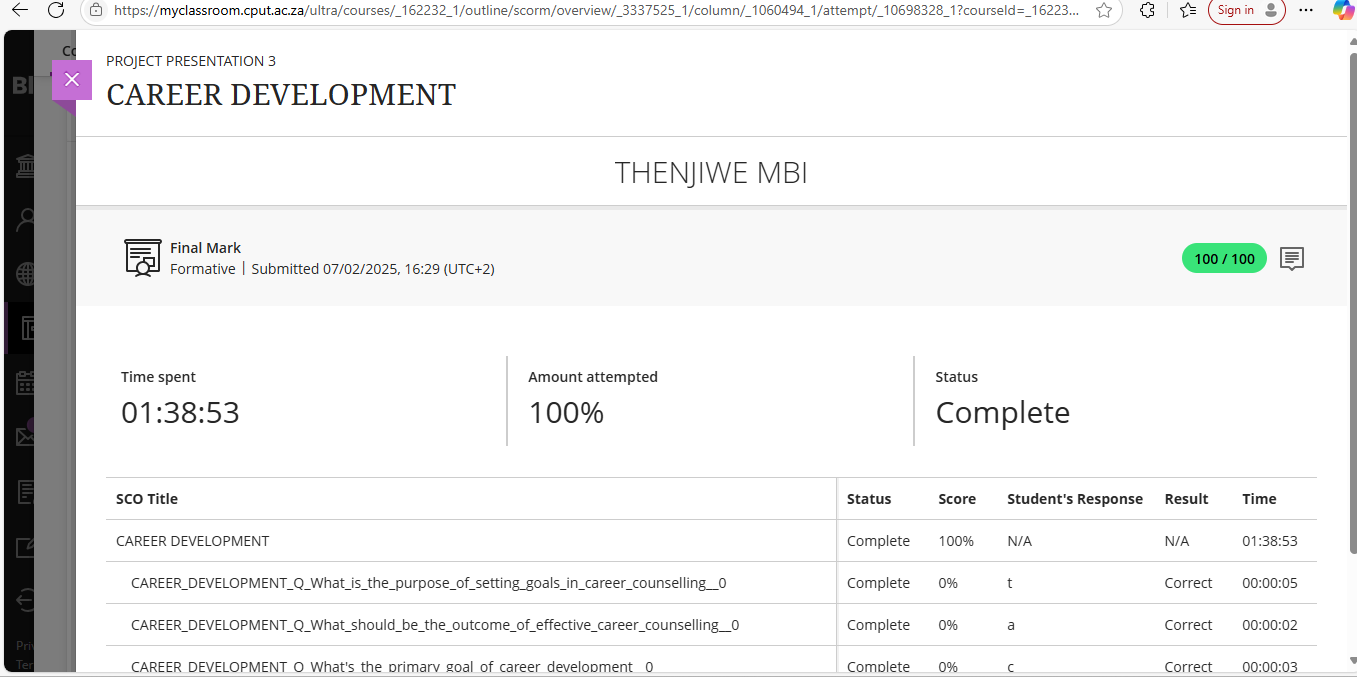 https://myclassroom.cput.ac.za/ultra/courses/_162232_1/outline/scorm/overview/_3337525_1/column/_1060494_1/attempt/_10698328_1?courseId=_16223...
Sign in
PROJECT PRESENTATION 3
CAREER DEVELOPMENT
THENJIWE MBI
Final Mark
Formative | Submitted 07/02/2025, 16:29 (UTC+2)
100 / 100
Time spent
Amount attempted
Status
01:38:53
100%
Complete
SCO Title Status Score Student's Response Result Time
CAREER DEVELOPMENT Complete 100% N/A N/A 01:38:53
CAREER_DEVELOPMENT_Q_What_is_the_purpose_of_setting_goals_in_career_counselling__0 Complete 0% t Correct 00:00:05
CAREER_DEVELOPMENT_Q_What_should_be_the_outcome_of_effective_career_counselling__0 Complete 0% a Correct 00:00:02
CAREER_DEVELOPMENT_Q_What's_the_primary_goal_of_career_development__0 Complete 0% c Correct 00:00:03